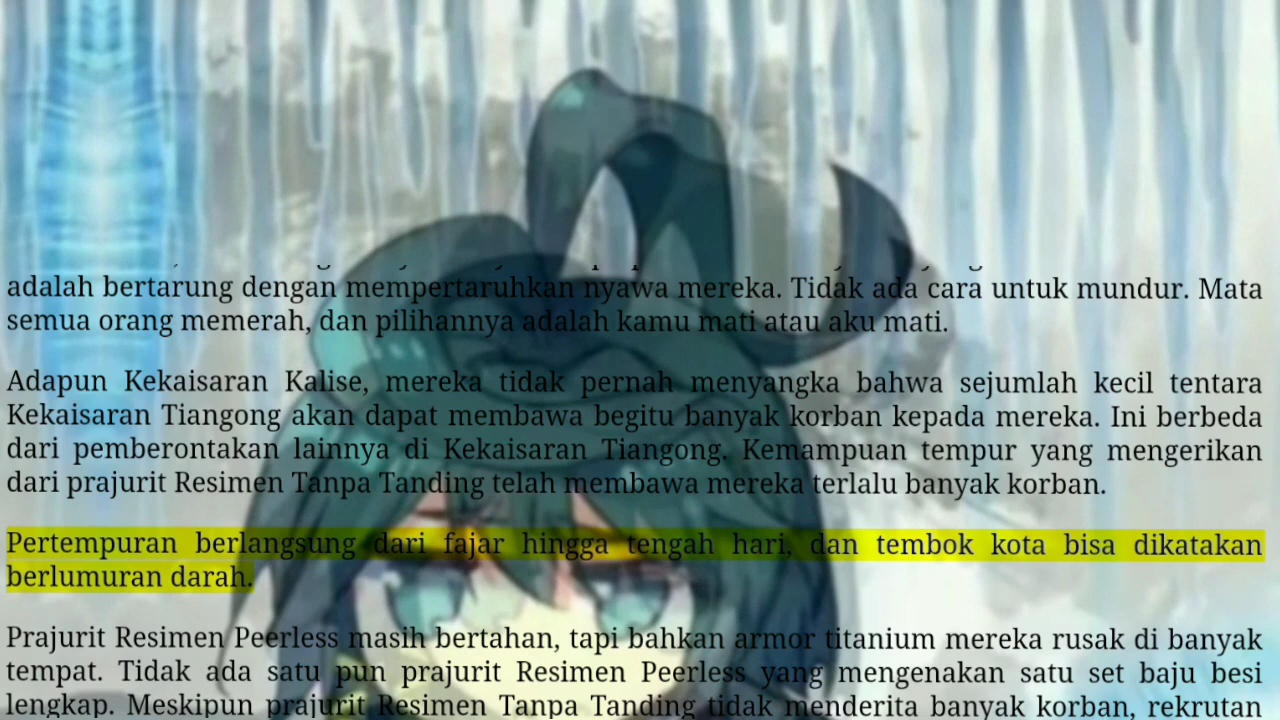 adalah bertarung dengan mempertaruhkan nyawa mereka. Tidak ada cara untuk mundur. Mata
semua orang memerah, dan pilihannya adalah kamu mati atau aku mati.
Adapun Kekaisaran Kalise, mereka tidak pernah menyangka bahwa sejumlah kecil tentara
Kekaisaran Tiangong akan dapat membawa begitu banyak korban kepada mereka. Ini berbeda
dari pemberontakan lainnya di Kekaisaran Tiangong. Kemampuan tempur yang mengerikan
dari prajurit Resimen Tanpa Tanding telah membawa mereka terlalu banyak korban.
Pertempuran berlangsung dari fajar hingga tengah hari, dan tembok kota bisa dikatakan
berlumuran darah.
Prajurit Resimen Peerless masih bertahan, tapi bahkan armor titanium mereka rusak di banyak
tempat. Tidak ada satu pun prajurit Resimen Peerless yang mengenakan satu set baju besi
lengkap. Meskipun prajurit Resimen Tanpa Tanding tidak menderita banyak korban, rekrutan